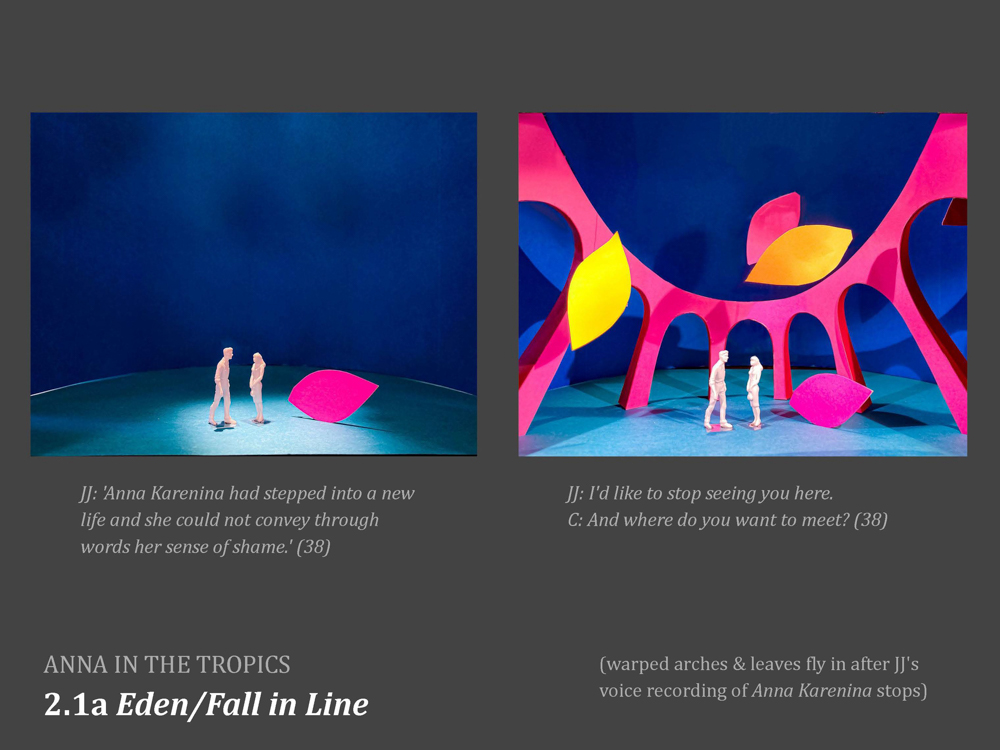 JJ: 'Anna Karenina had stepped into a new
life and she could not convey through
words her sense of shame.' (38)
JJ: I'd like to stop seeing you here.
C: And where do you want to meet? (38)
ANNA IN THE TROPICS
2.1a Eden/Fall in Line
(warped arches & leaves fly in after JJ's
voice recording of Anna Karenina stops)